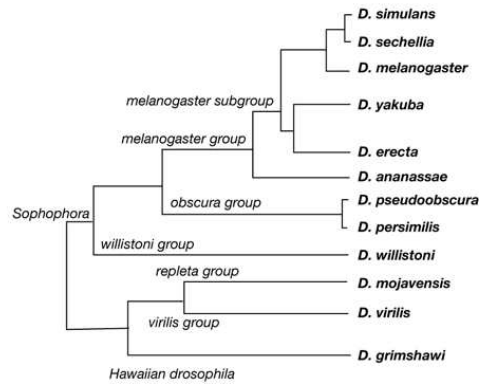 D. simulans
D. sechellia
D. melanogaster
melanogaster subgroup
D. yakuba
melanogaster group
D. erecta
D. ananassae
obscura group
D. pseudoobscura
Sophophora
D. persimilis
willistoni group
D. willistoni
repleta group
D. mojavensis
virilis group
D. virilis
D. grimshawi
Hawaiian drosophila